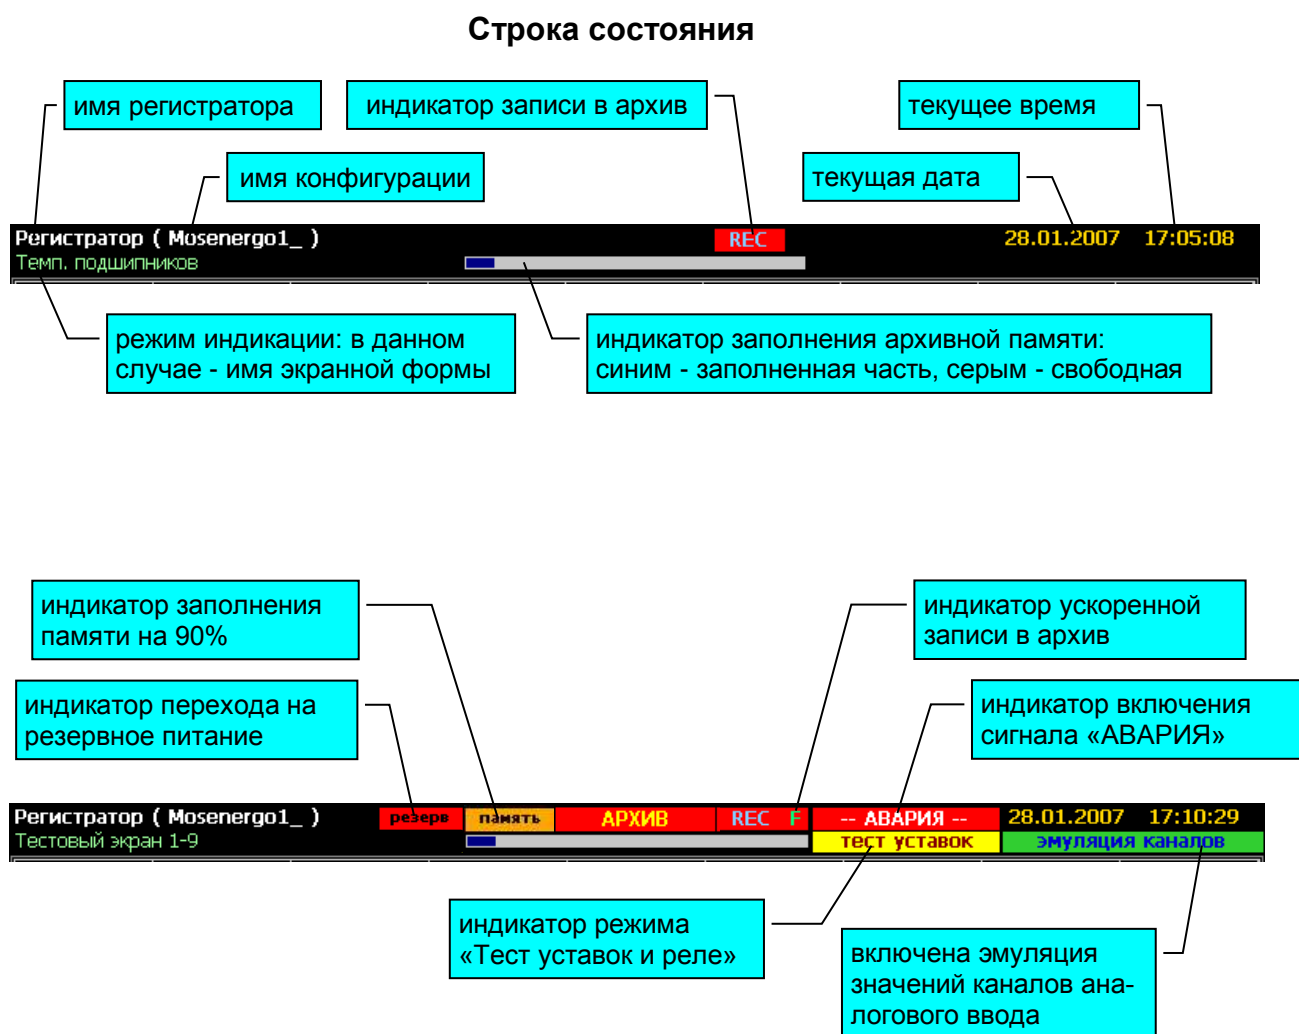 Строка состояния
имя регистратора
индикатор записи в архив
текущее время
имя конфигурации
текущая дата
Регистратор ( Mosenergo1_ ) REC 28.01.2007 17:05:08
Темп. подшипников
режим индикации: в данном
случае - имя экранной формы
индикатор заполнения архивной памяти:
синим - заполненная часть, серым - свободная
индикатор заполнения
памяти на 90%
индикатор ускоренной
записи в архив
индикатор перехода на
резервное питание
индикатор включения
сигнала «АВАРИЯ»
Регистратор ( Mosenergo1_ ) резерв память АРХИВ REC F -- АВАРИЯ -- 28.01.2007 17:10:29
Тестовый экран 1-9 тест уставок эмуляция каналов
индикатор режима
«Тест уставок и реле»
включена эмуляция
значений каналов ана-
логового ввода